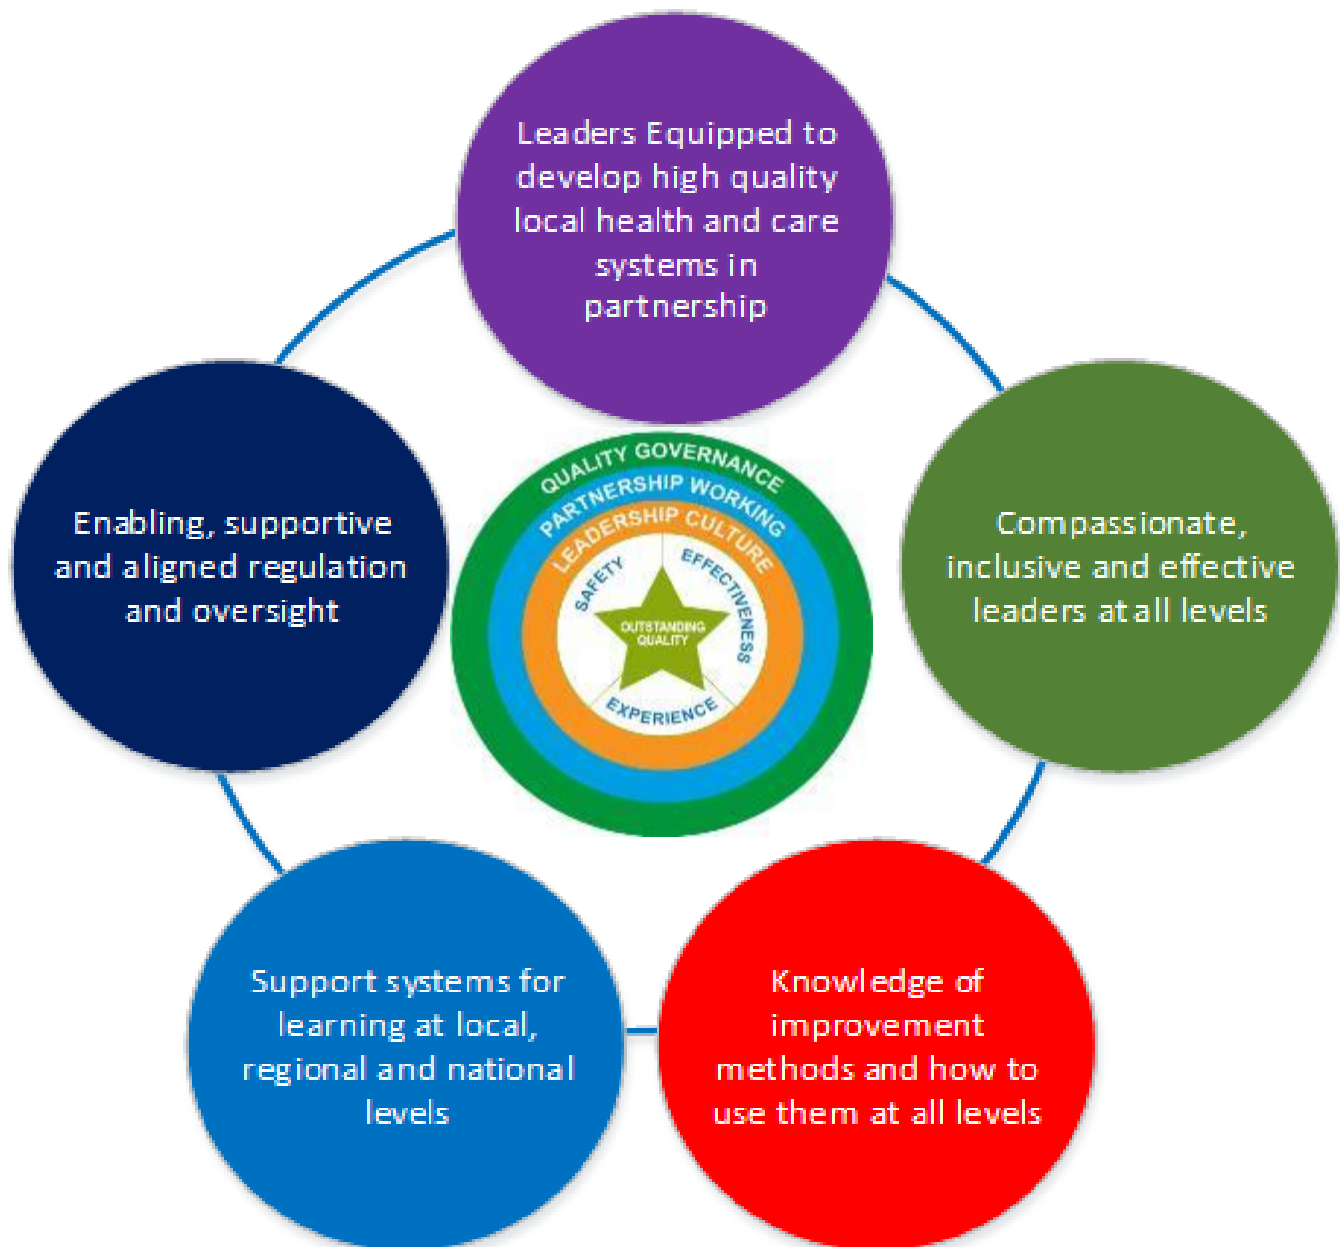 Leaders Equipped to
develop high quality
local health and care
systems in
partnership
Enabling, supportive
and aligned regulation
and oversight
QUALITY GOVERNANCE
PARTNERSHIP WORKING
LEADERSHIP CULTURE
SAFETY
EFFECTIVENESS
OUTSTANDING
QUALITY
EXPERIENCE
Compassionate,
inclusive and effective
leaders at all levels
Support systems for
learning at local,
regional and national
levels
Knowledge of
improvement
methods and how to
use them at all levels